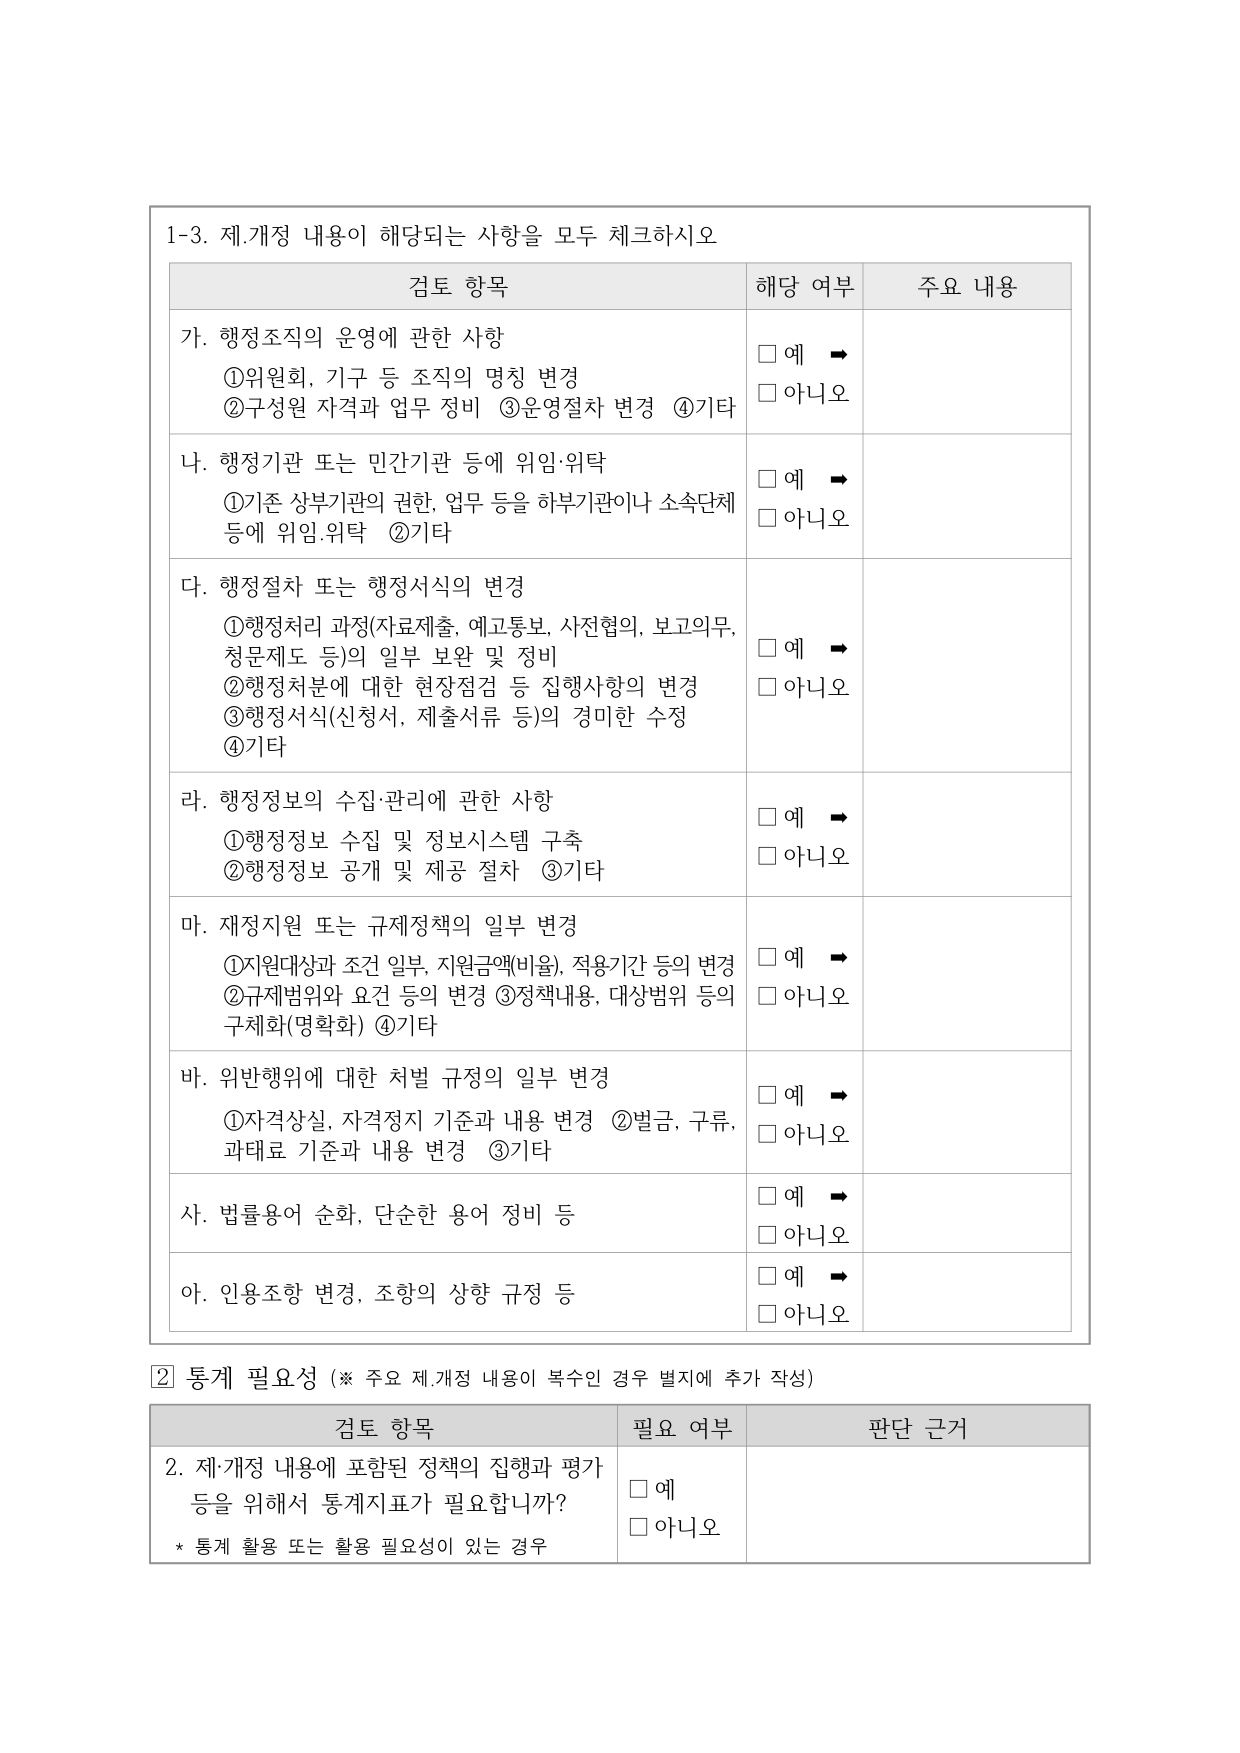 1-3. 제.개정 내용이 해당되는 사항을 모두 체크하시오
검토 항목 해당 여부 주요 내용
가. 행정조직의 운영에 관한 사항
①위원회, 기구 등 조직의 명칭 변경
②구성원 자격과 업무 정비 ③운영절차 변경 ④기타
□ 예 ➡
□ 아니오
나. 행정기관 또는 민간기관 등에 위임·위탁
①기존 상부기관의 권한, 업무 등을 하부기관이나 소속단체
등에 위임.위탁 ②기타
□ 예 ➡
□ 아니오
다. 행정절차 또는 행정서식의 변경
①행정처리 과정(자료제출, 예고통보, 사전협의, 보고의무,
청문제도 등)의 일부 보완 및 정비
②행정처분에 대한 현장점검 등 집행사항의 변경
③행정서식(신청서, 제출서류 등)의 경미한 수정
④기타
□ 예 ➡
□ 아니오
라. 행정정보의 수집·관리에 관한 사항
①행정정보 수집 및 정보시스템 구축
②행정정보 공개 및 제공 절차 ③기타
□ 예 ➡
□ 아니오
마. 재정지원 또는 규제정책의 일부 변경
①지원대상과 조건 일부, 지원금액(비율), 적용기간 등의 변경
②규제범위와 요건 등의 변경 ③정책내용, 대상범위 등의
구체화(명확화) ④기타
□ 예 ➡
□ 아니오
바. 위반행위에 대한 처벌 규정의 일부 변경
①자격상실, 자격정지 기준과 내용 변경 ②벌금, 구류,
과태료 기준과 내용 변경 ③기타
□ 예 ➡
□ 아니오
사. 법률용어 순화, 단순한 용어 정비 등
□ 예 ➡
□ 아니오
아. 인용조항 변경, 조항의 상향 규정 등
□ 예 ➡
□ 아니오
2 통계 필요성 (※ 주요 제.개정 내용이 복수인 경우 별지에 추가 작성)
검토 항목 필요 여부 판단 근거
2. 제·개정 내용에 포함된 정책의 집행과 평가
등을 위해서 통계지표가 필요합니까?
* 통계 활용 또는 활용 필요성이 있는 경우
□ 예
□ 아니오